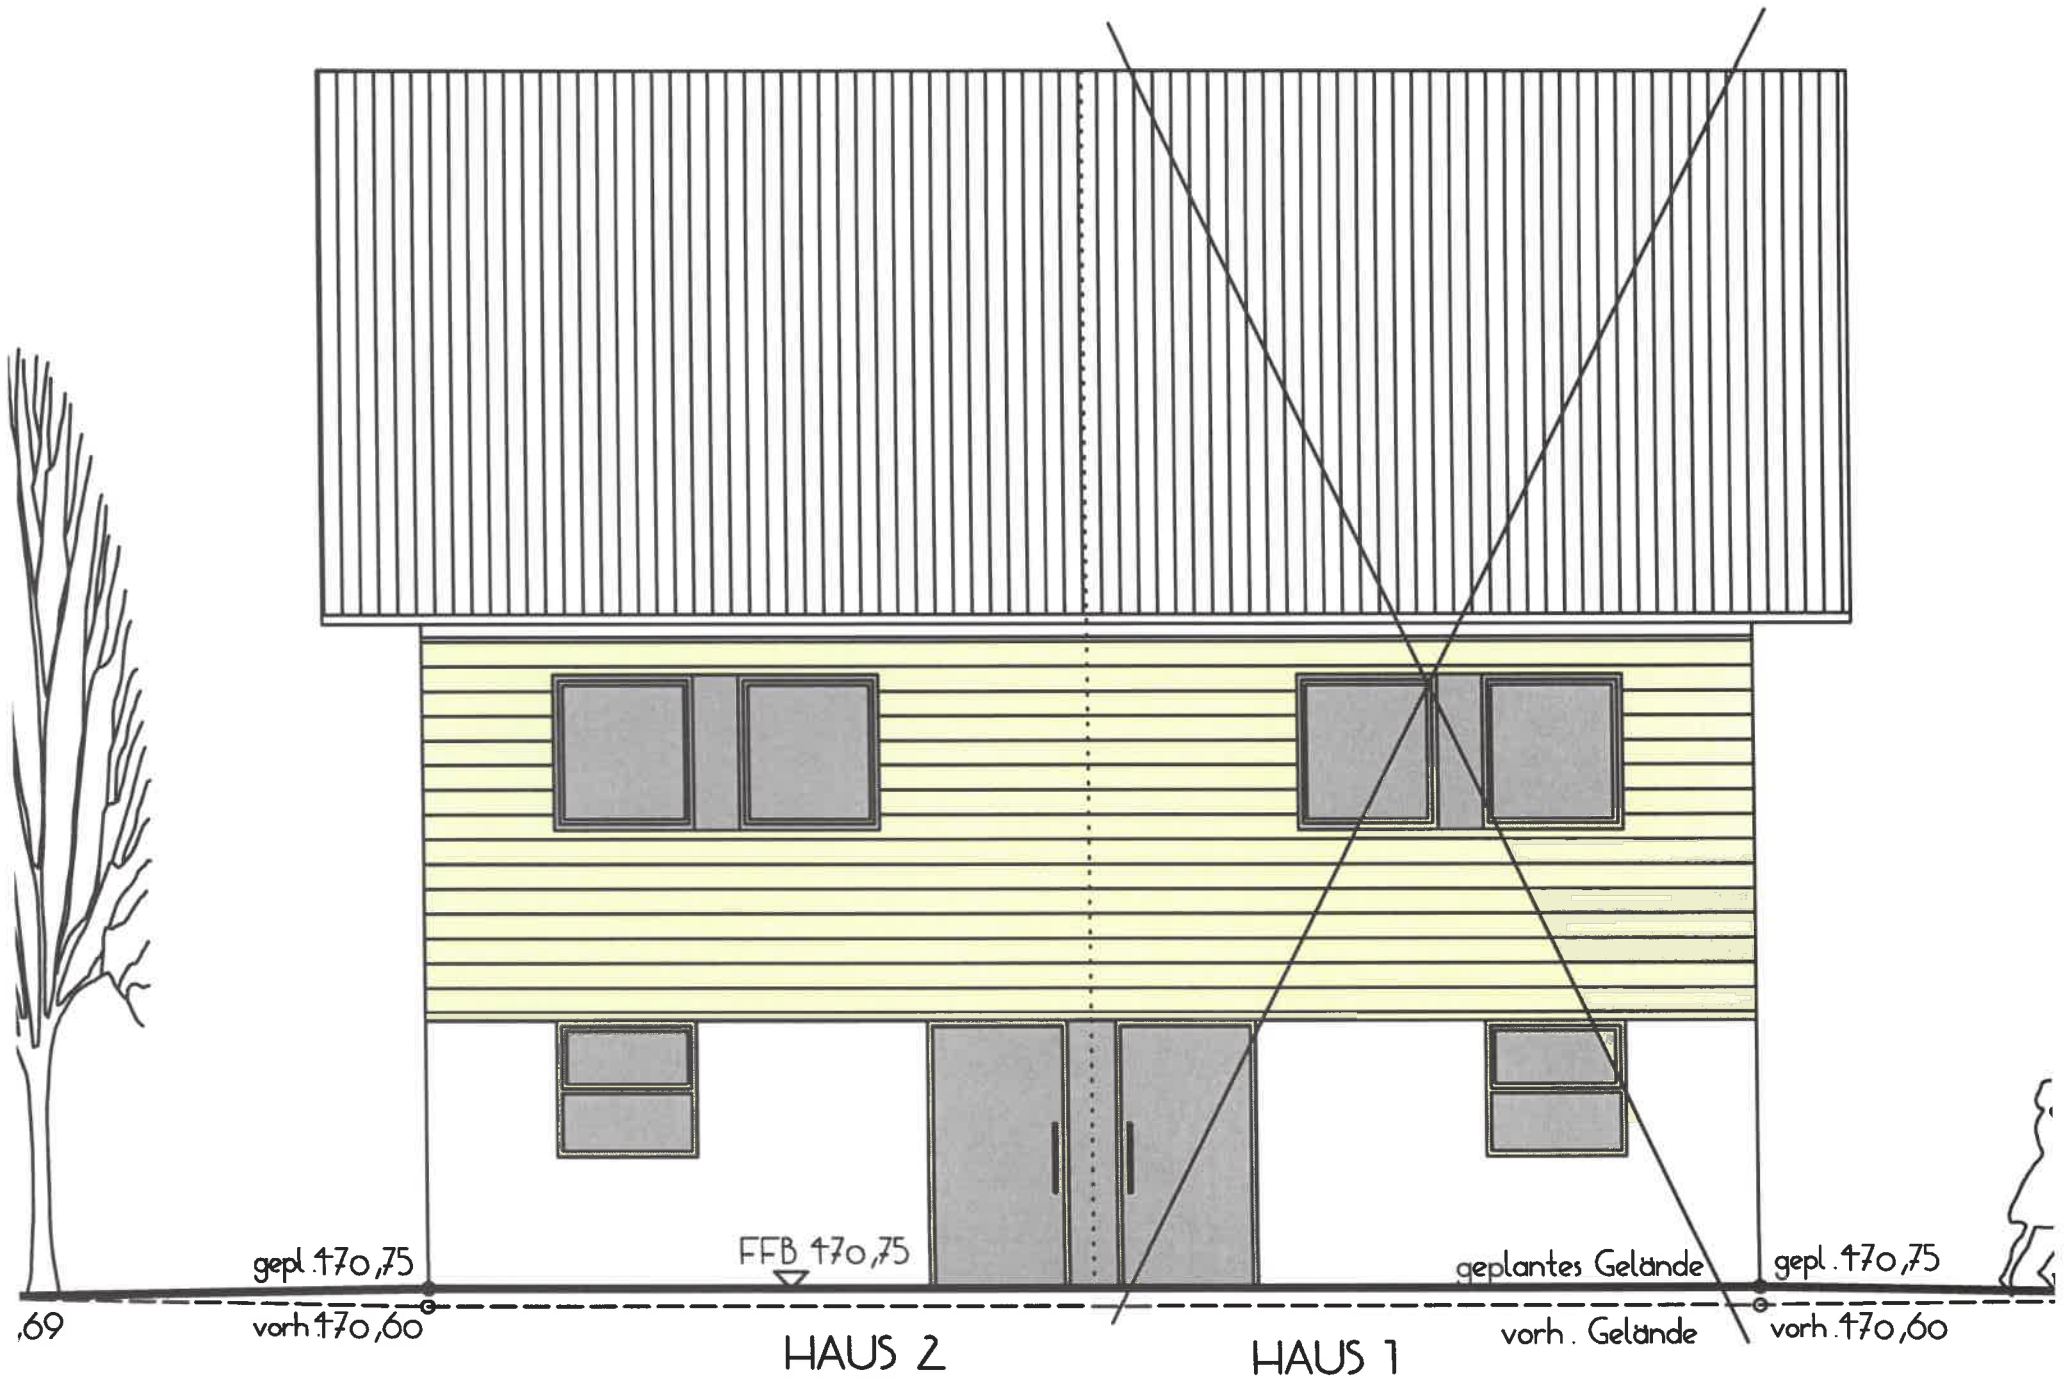 gepl. 470,75
FFB 470,75
geplantes Gelände
gepl. 470,75
,69
vorh. 470,60
vorh. Gelände
vorh. 470,60
HAUS 2
HAUS 1